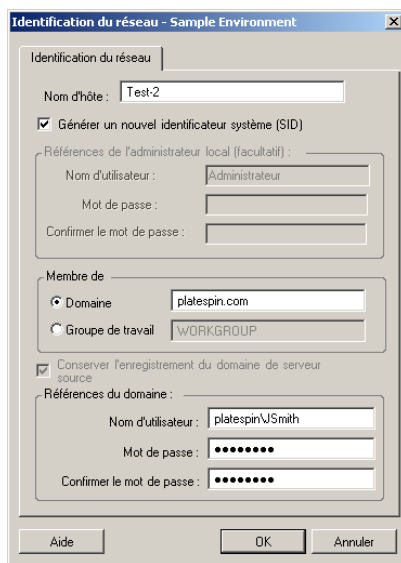 Identification du réseau - Sample Environment
Identification du réseau
Nom d'hôte : Test-2
Générer un nouvel identificateur système (SID)
Références de l'administrateur local (facultatif) :
Nom d'utilisateur : Administrateur
Mot de passe :
Confirmer le mot de passe :
Membre de
Domaine platespin.com
Groupe de travail WORKGROUP
Conserver l'enregistrement du domaine de serveur
source
Références du domaine :
Nom d'utilisateur : platespin\JSmith
Mot de passe : ●●●●●●●●
Confirmer le mot de passe : ●●●●●●●●
Aide OK Annuler